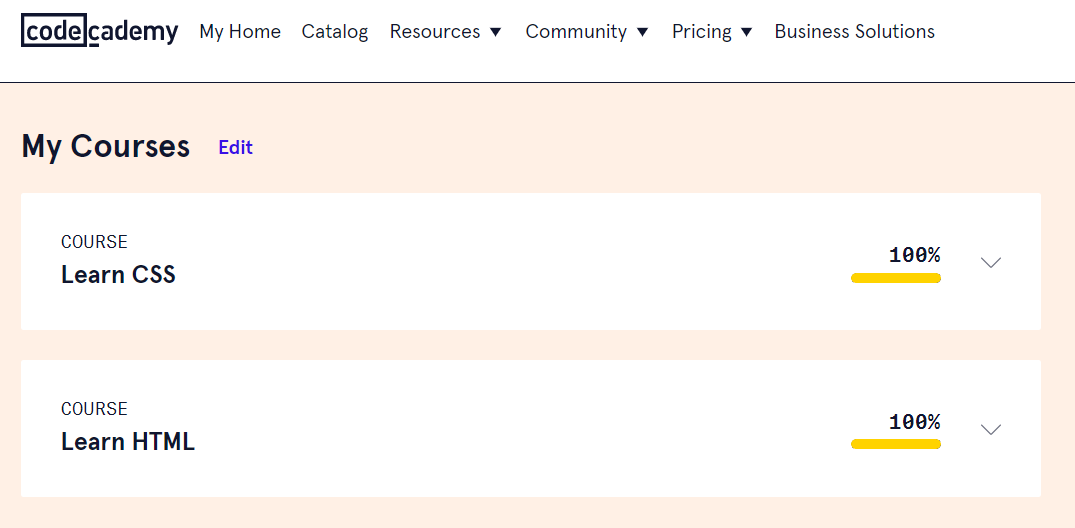 codecademy My Home Catalog Resources Community Pricing Business Solutions
My Courses Edit
COURSE
Learn CSS
100%
COURSE
Learn HTML
100%